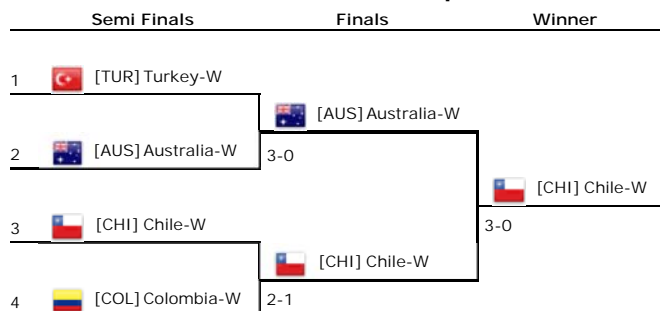 Semi Finals Finals Winner
1 [TUR] Turkey-W
[AUS] Australia-W
2 [AUS] Australia-W 3-0
[CHI] Chile-W
3 [CHI] Chile-W 3-0
[CHI] Chile-W
4 [COL] Colombia-W 2-1